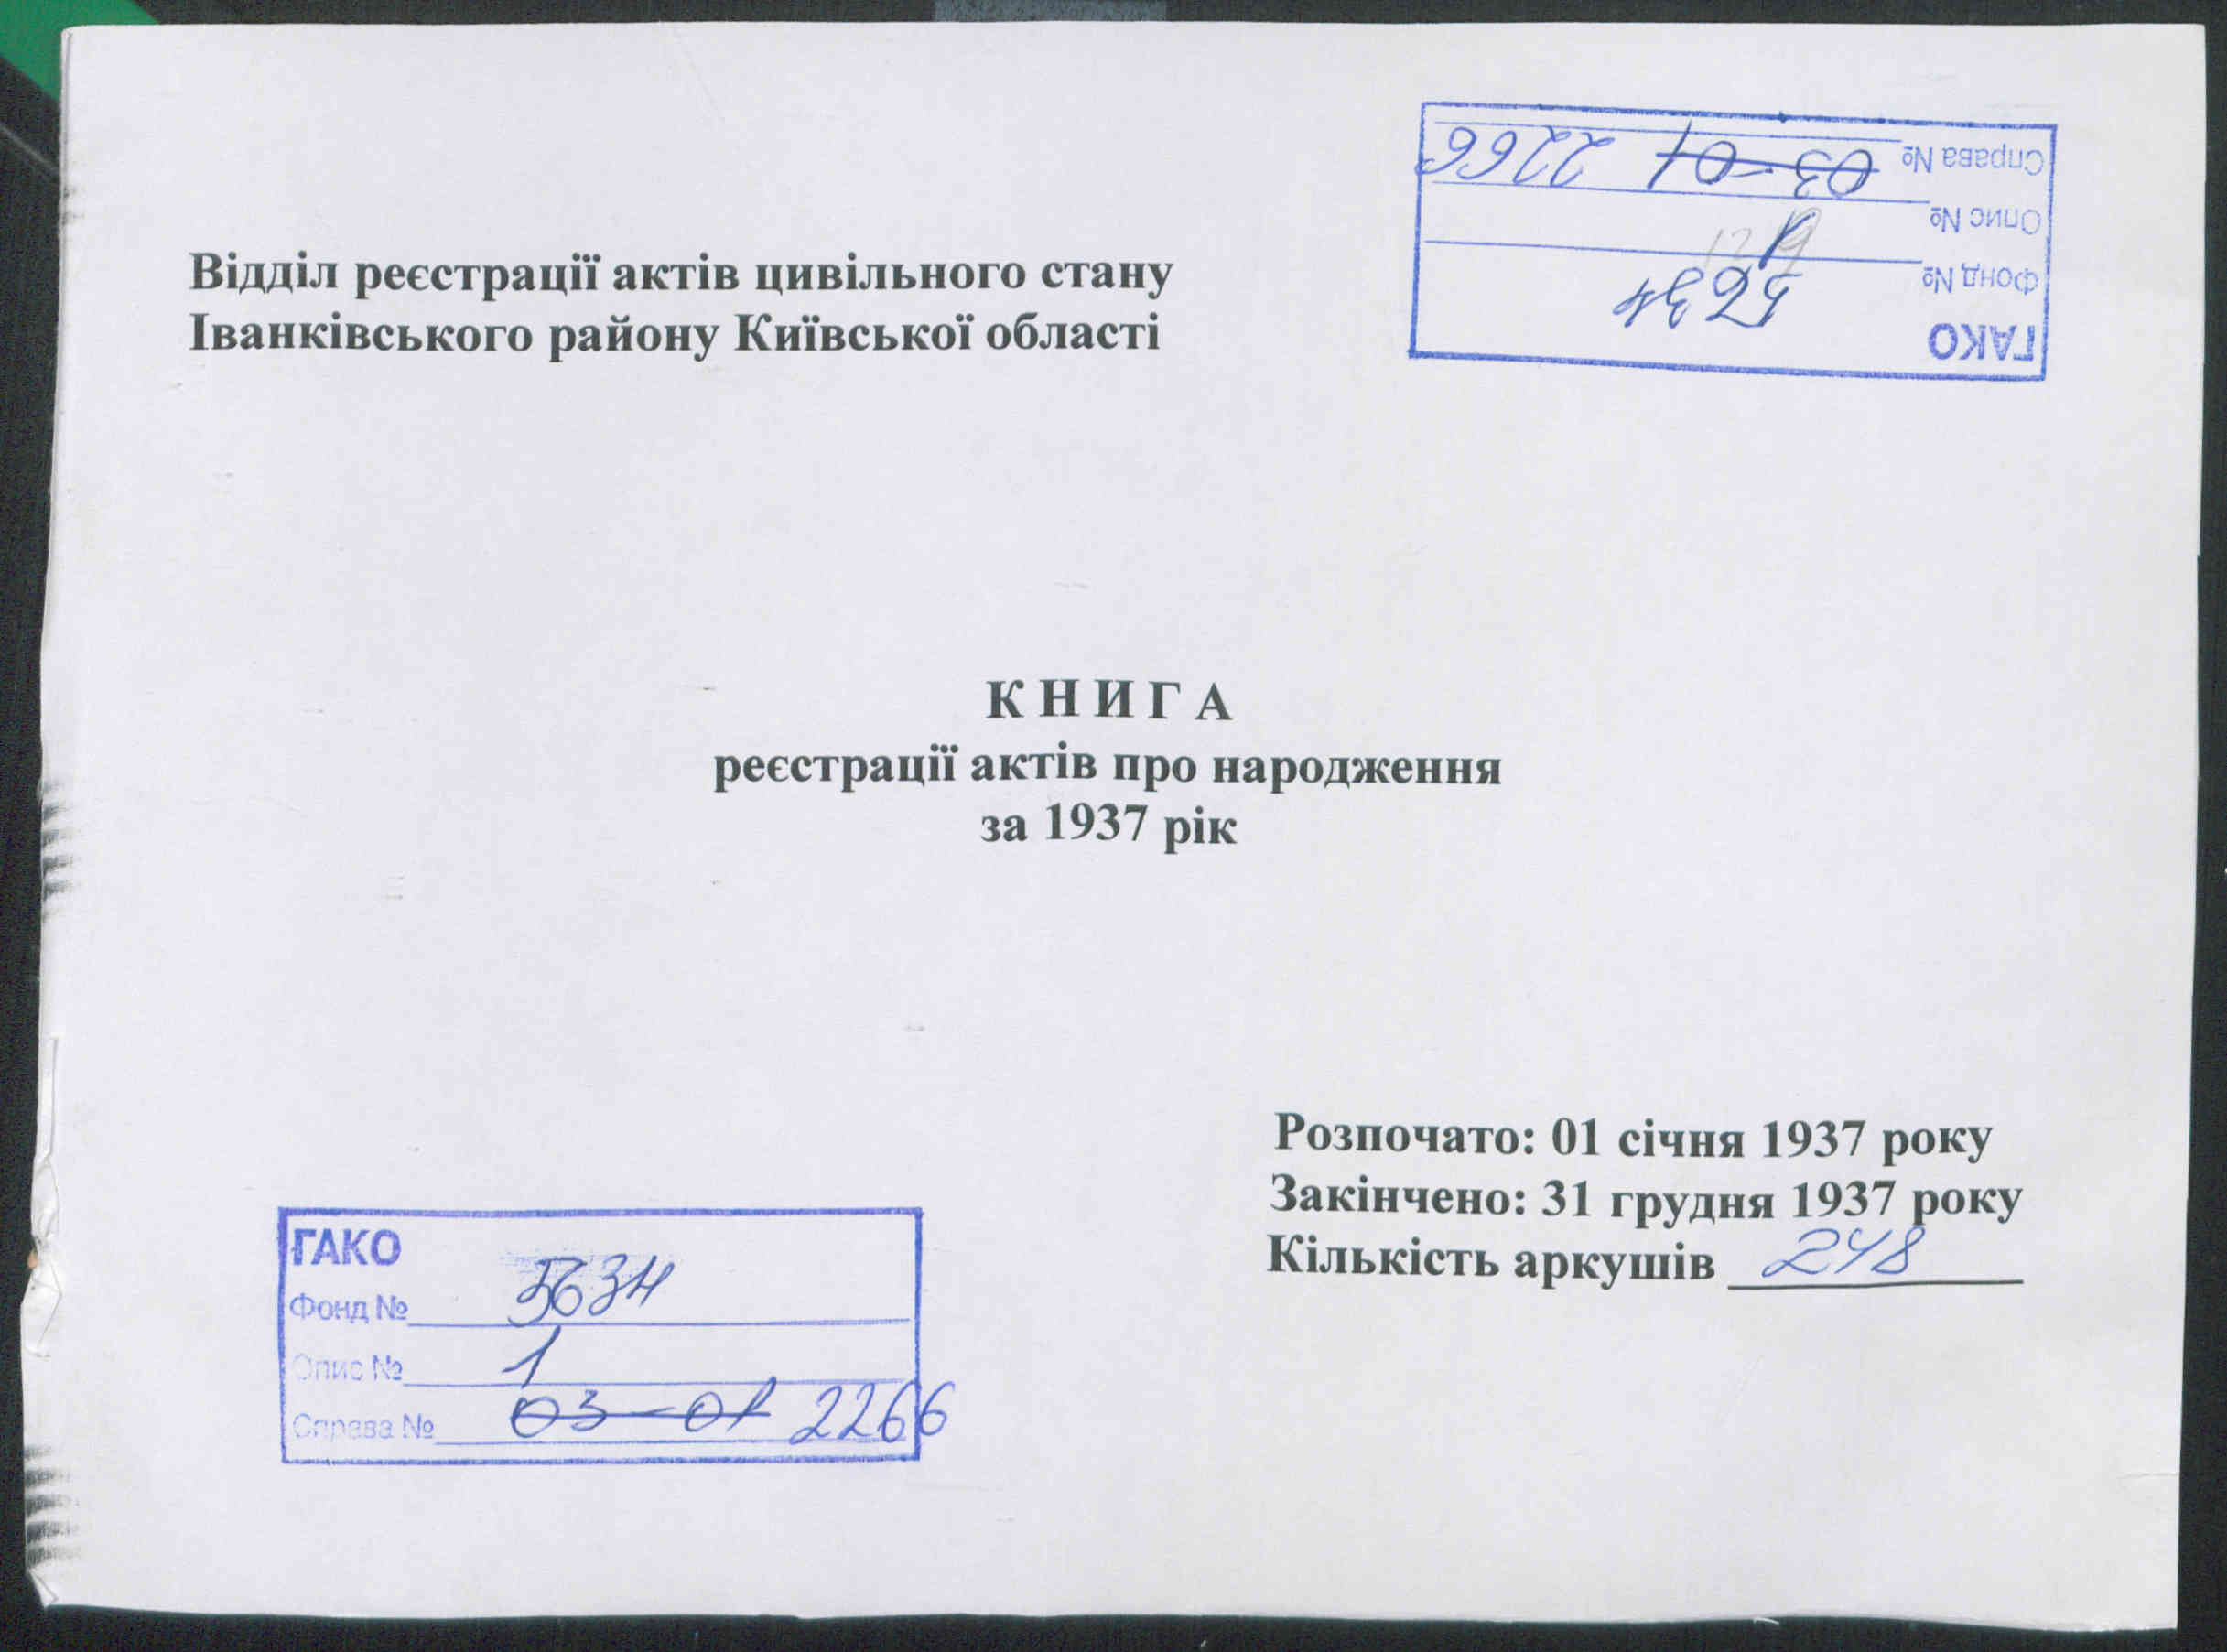 Відділ реєстрації актів цивільного стану
Іванківського району Київської області
ГАКО
Фонд № 5634
Опис № 1
Справа № 03-01 2266
К Н И Г А
реєстрації актів про народження
за 1937 рік
Розпочато: 01 січня 1937 року
Закінчено: 31 грудня 1937 року
Кількість аркушів 248
ГАКО
Фонд № 5634
Опис № 1
Справа № 03-01 2266